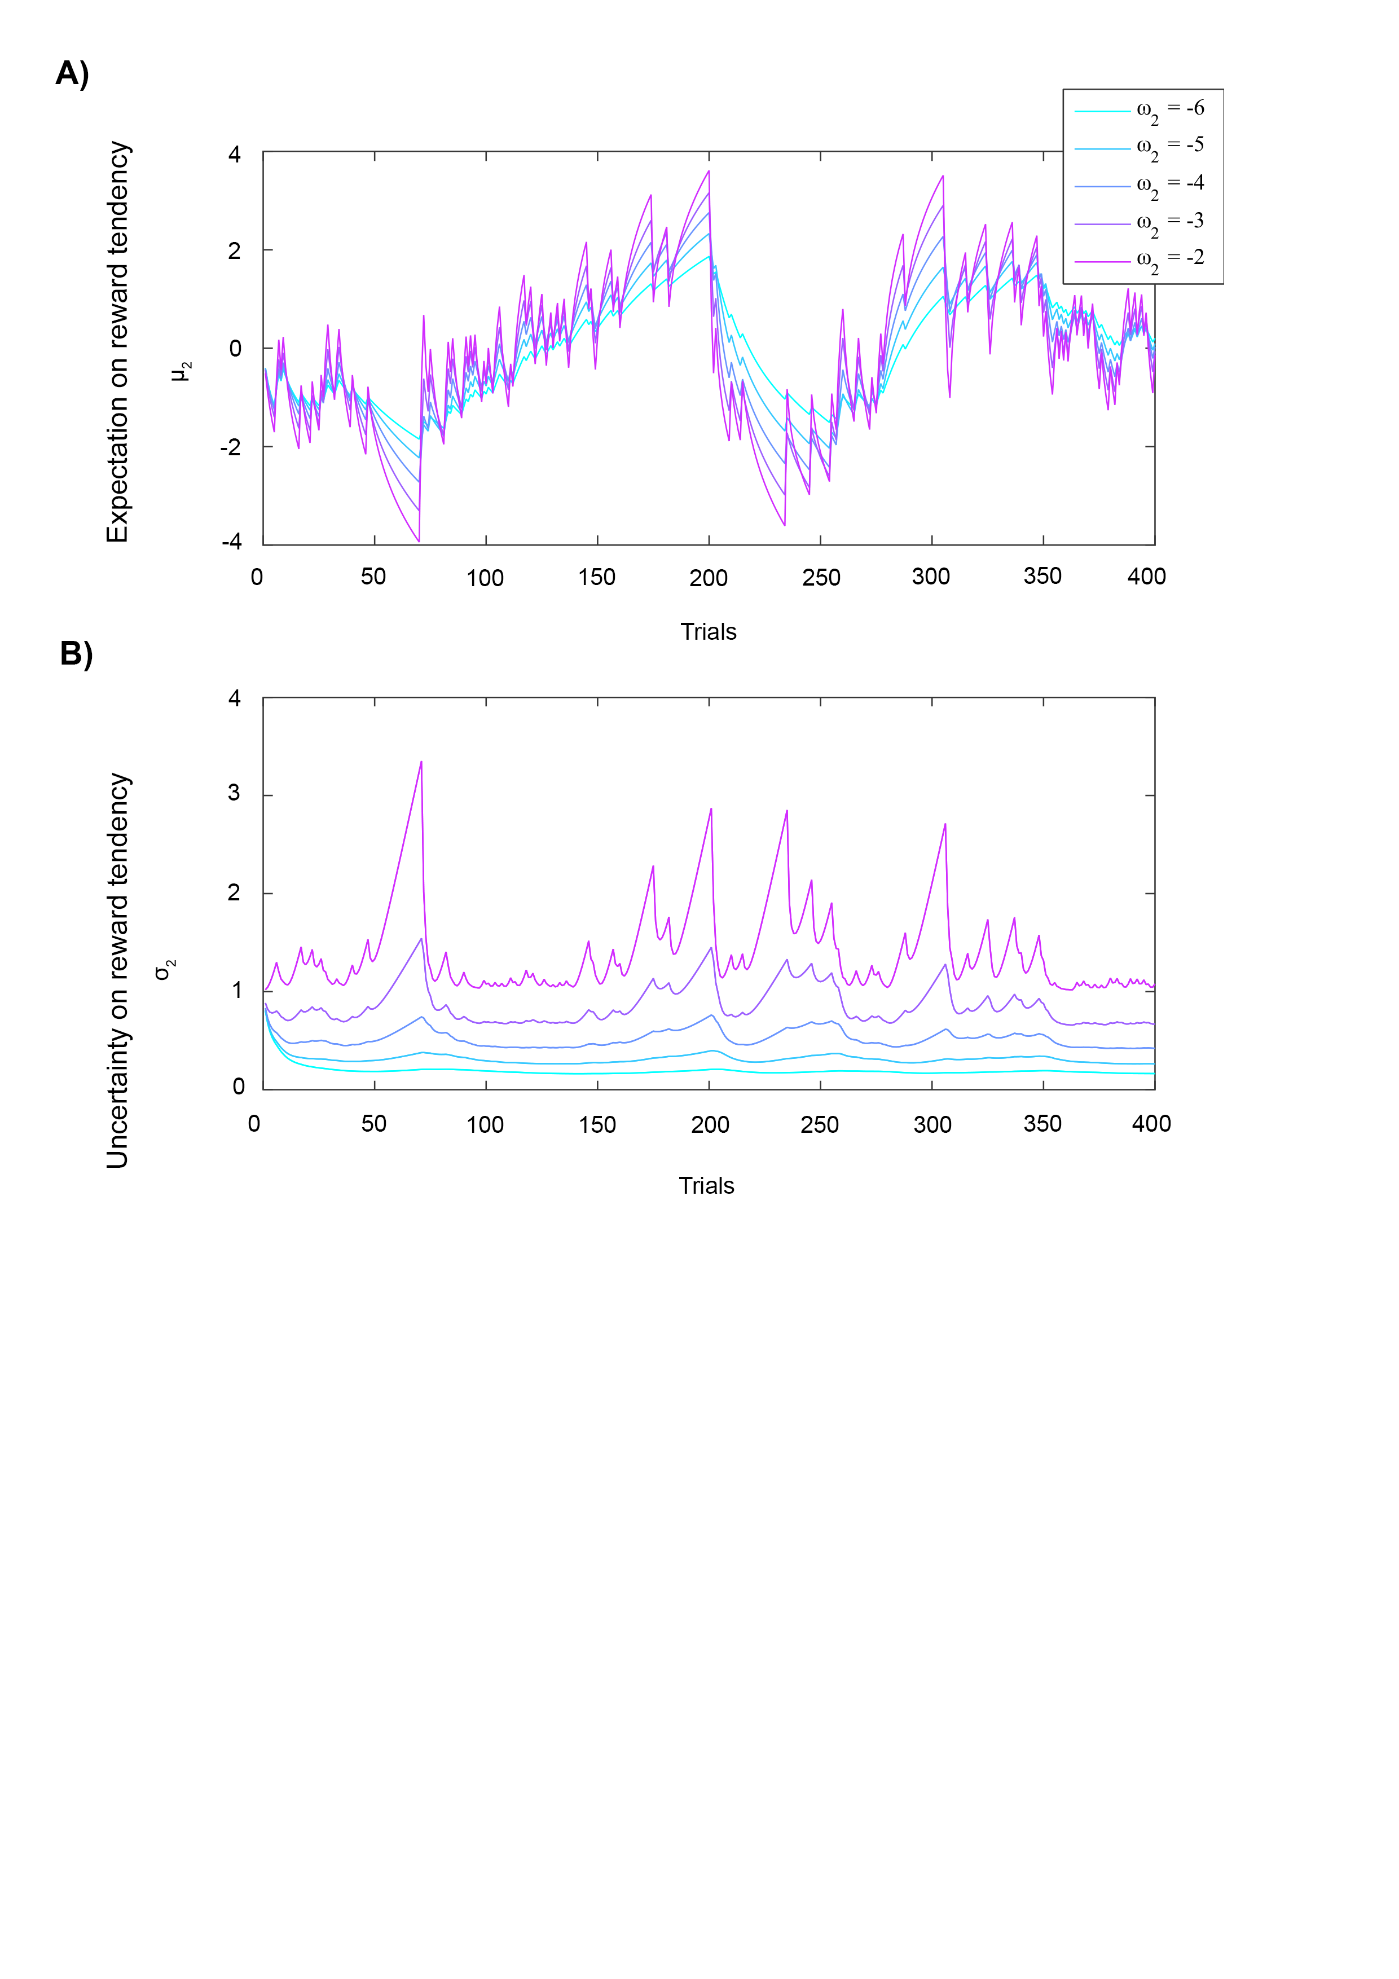 A)
ω2 = -6
ω2 = -5
ω2 = -4
ω2 = -3
ω2 = -2
Expectation on reward tendency
μ2
4
2
0
-2
-4
0 50 100 150 200 250 300 350 400
Trials
B)
Uncertainty on reward tendency
σ2
4
3
2
1
0
0 50 100 150 200 250 300 350 400
Trials